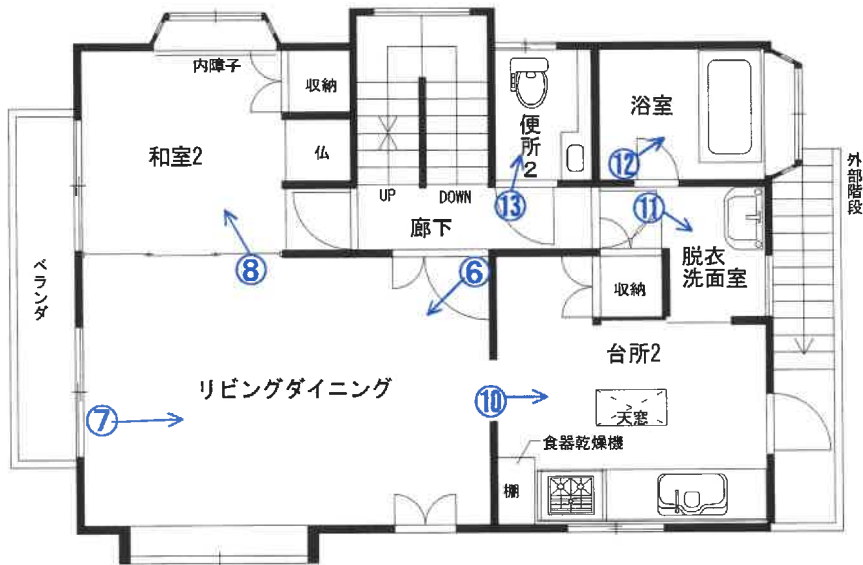 内障子
収納
和室2
仏
便所2
浴室
⑫
⑬
外部階段
UP
DOWN
廊下
⑪
脱衣
洗面室
⑧
⑥
収納
ベランダ
台所2
リビングダイニング
⑦
⑩
天窓
食器乾燥機
棚